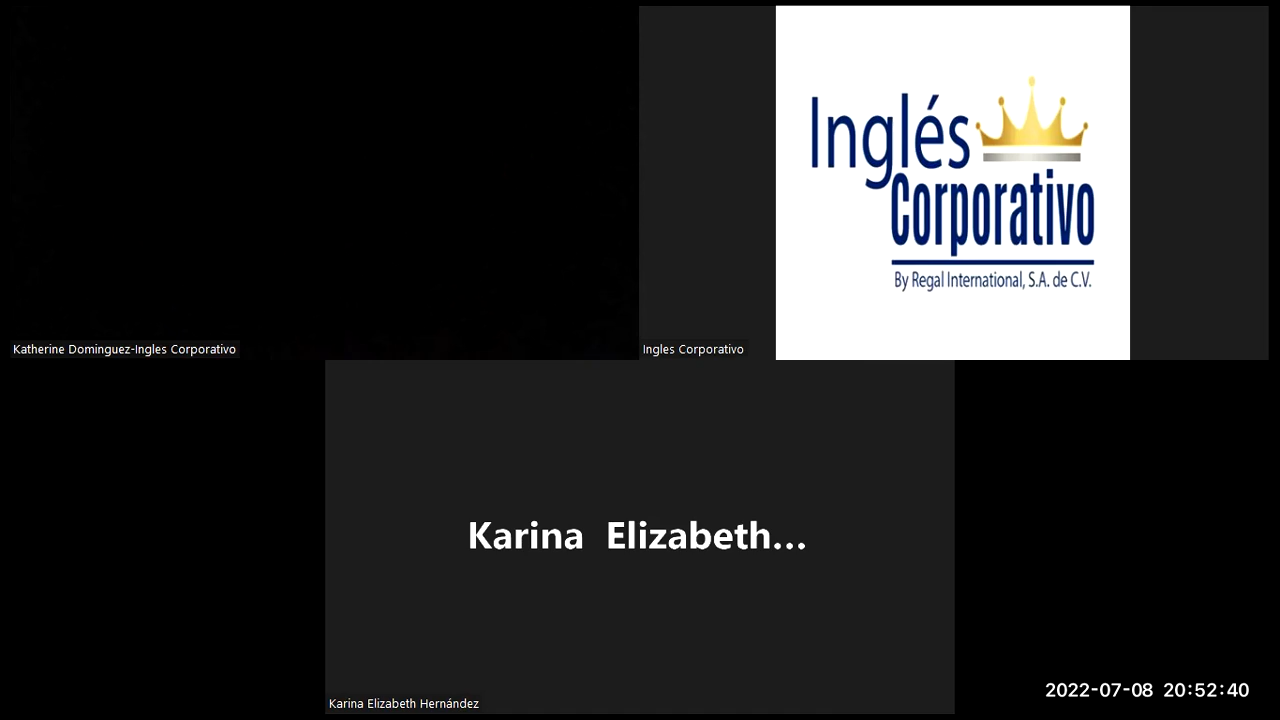 Inglés
Corporativo
By Regal International, S.A. de C.V.
Katherine Dominguez-Ingles Corporativo
Ingles Corporativo
Karina Elizabeth...
Karina Elizabeth Hernández
2022-07-08 20:52:40